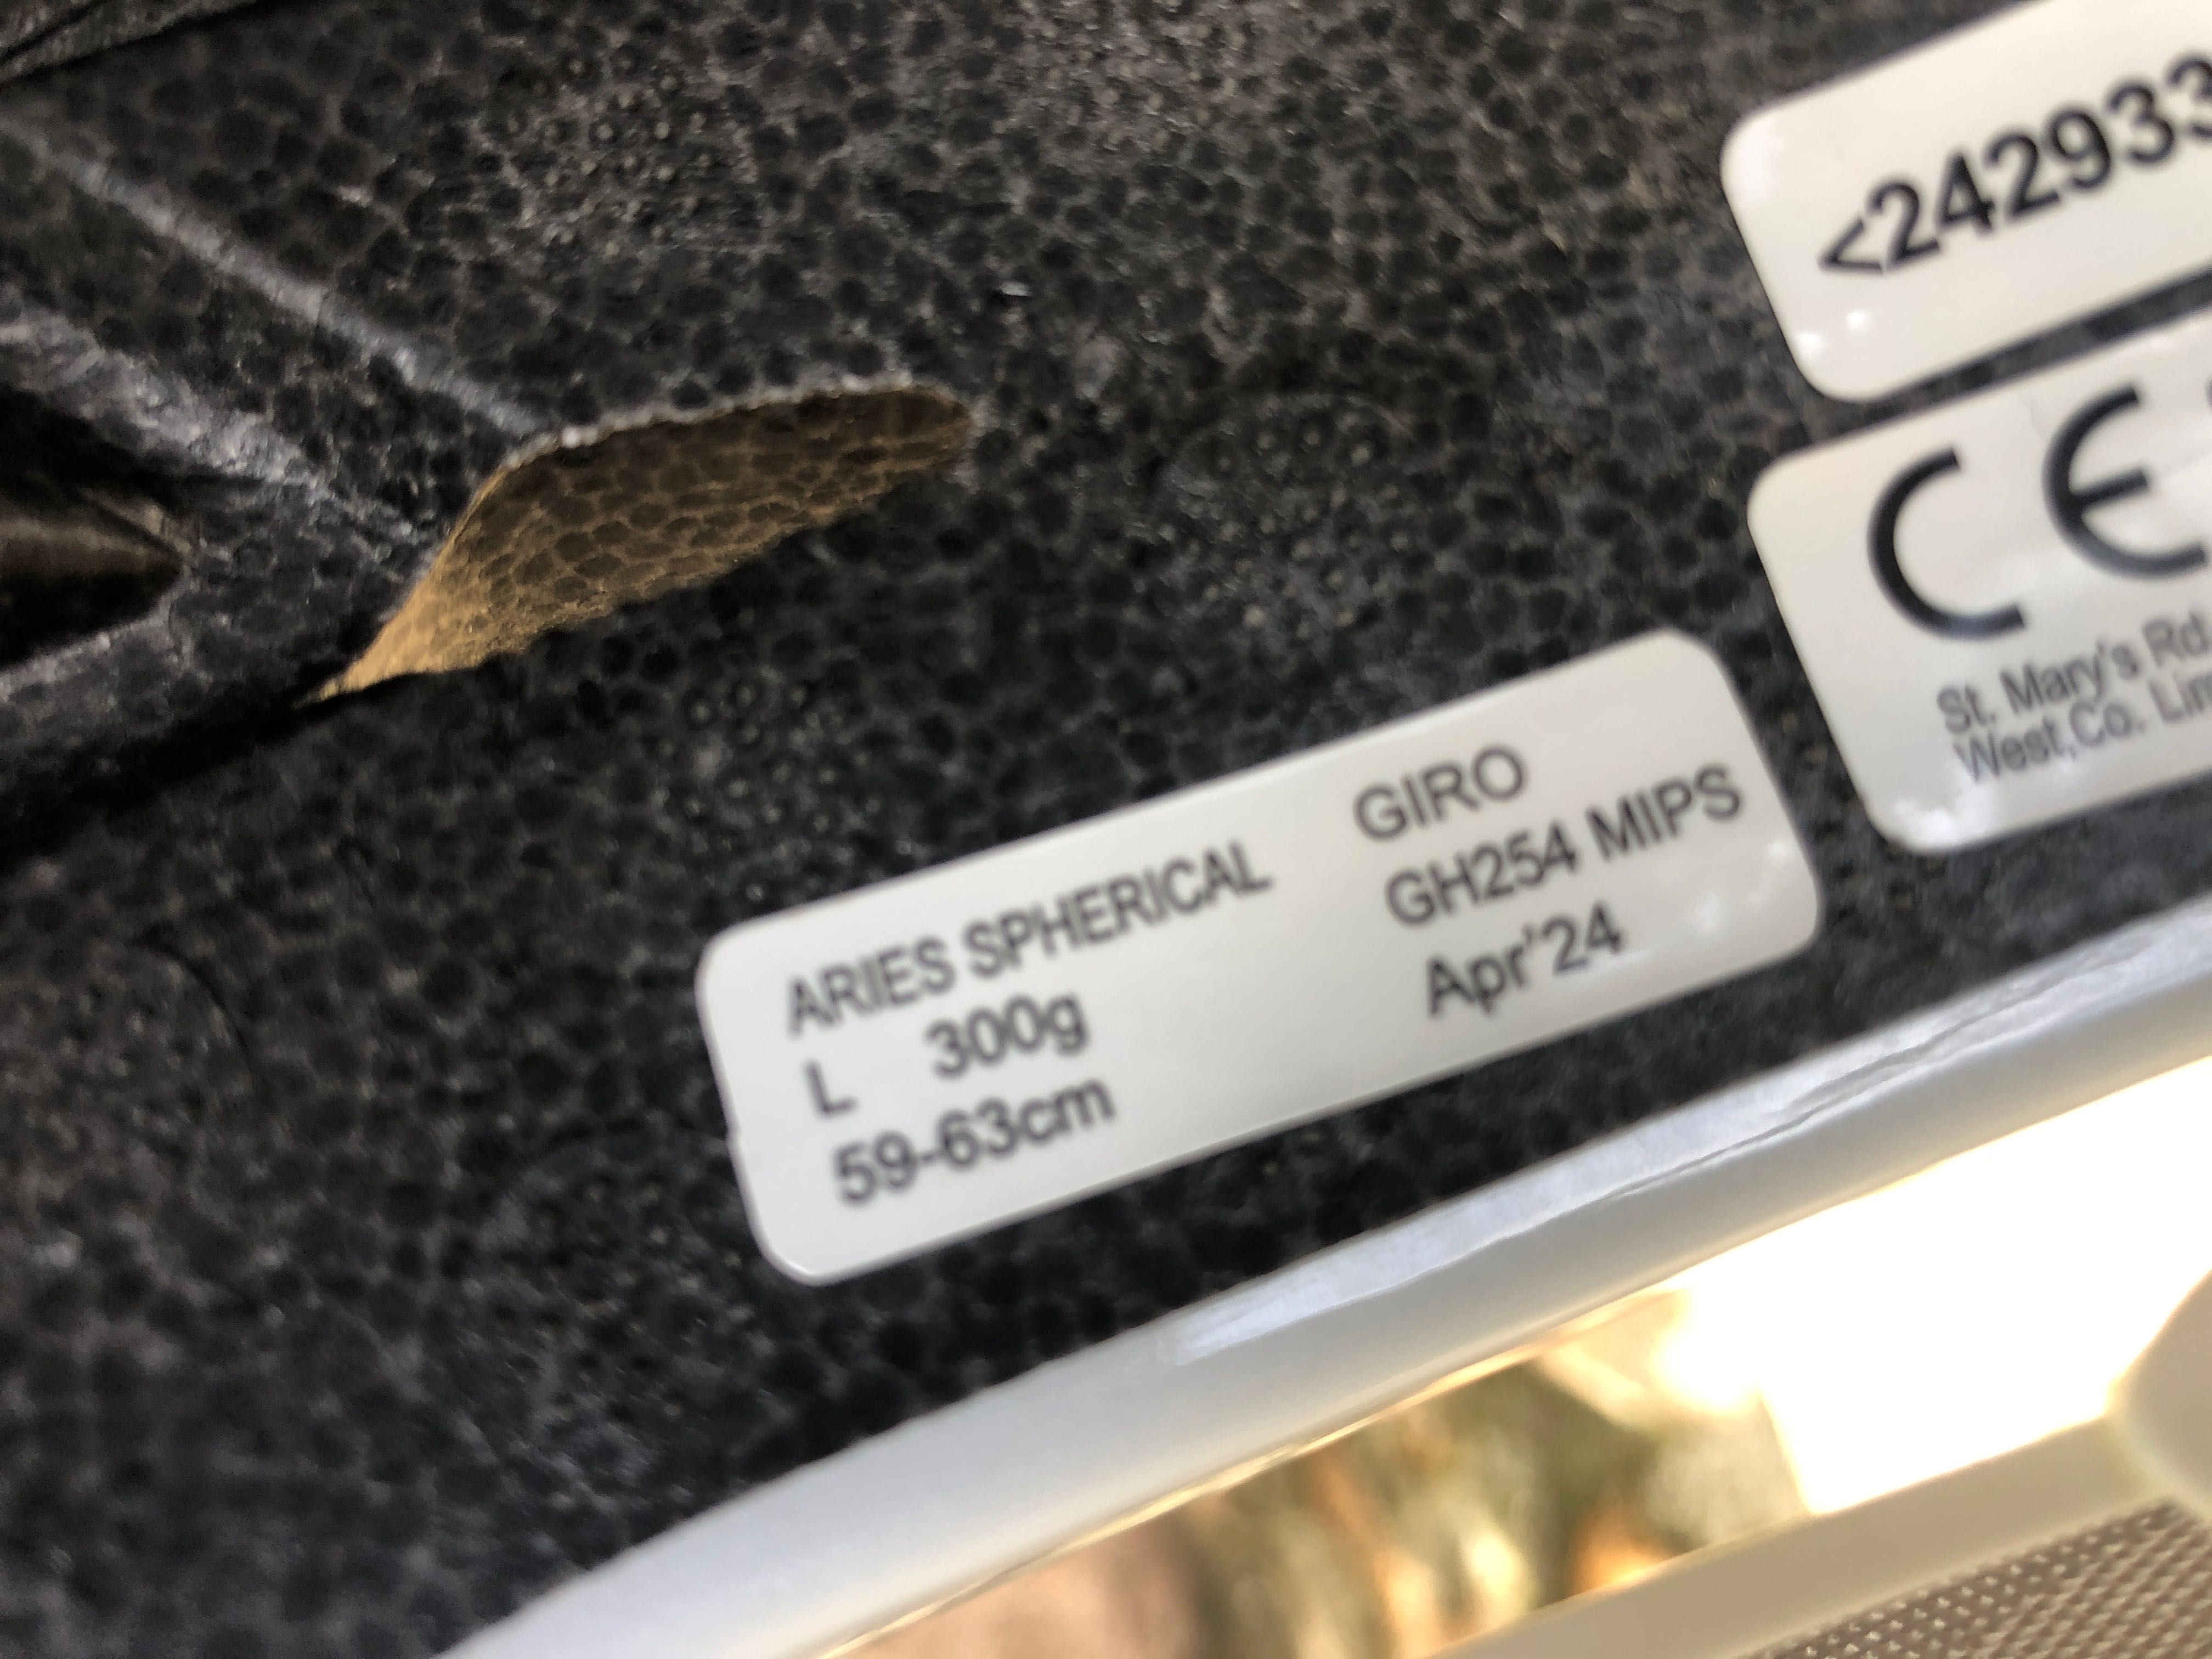 <242933
CE
St. Mary's Rd
West,Co. Lim
ARIES SPHERICAL
L 300g
59-63cm
GIRO
GH254 MIPS
Apr'24